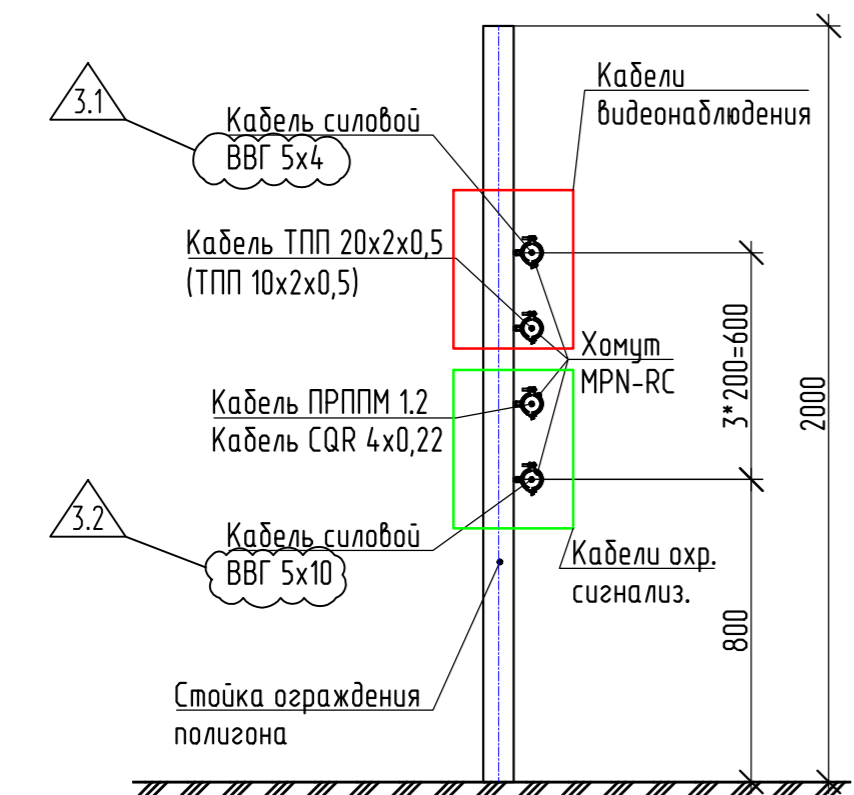 Кабели
видеонаблюдения
3.1
Кабель силовой
ВВГ 5х4
Кабель ТПП 20х2х0,5
(ТПП 10х2х0,5)
Хомут
MPN-RC
3*200=600
2000
Кабель ПРППМ 1.2
Кабель CQR 4х0,22
3.2
Кабель силовой
ВВГ 5х10
Кабели охр.
сигнализ.
800
Стойка ограждения
полигона